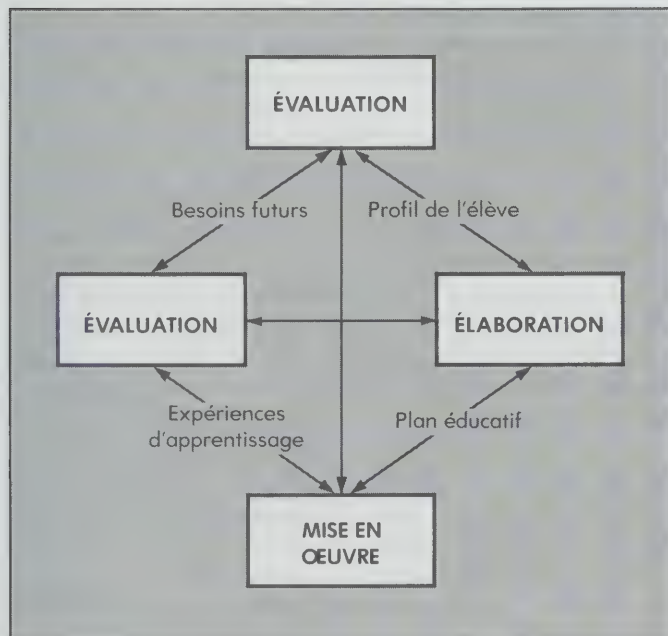 ÉVALUATION
Besoins futurs
Profil de l'élève
ÉVALUATION
ÉLABORATION
Expériences
d'apprentissage
Plan éducatif
MISE EN
ŒUVRE